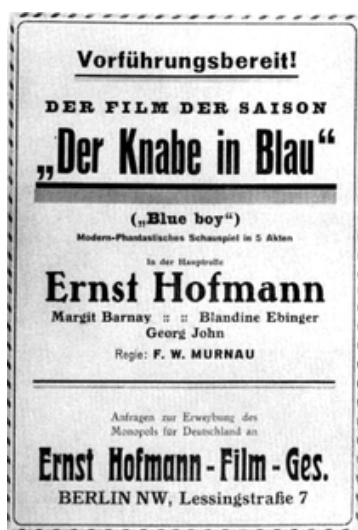 Vorführungsbereit!
DER FILM DER SAISON
„Der Knabe in Blau“
(„Blue boy“)
Modern-Phantastisches Schauspiel in 5 Akten
In der Hauptrolle
Ernst Hofmann
Margit Barnay :: :: Blandine Ebinger
Georg John
Regie: F. W. MURNAU
Anfragen zur Erweybung des
Monopols für Deutschland an
Ernst Hofmann-Film-Ges.
BERLIN NW, Lessingstraße 7